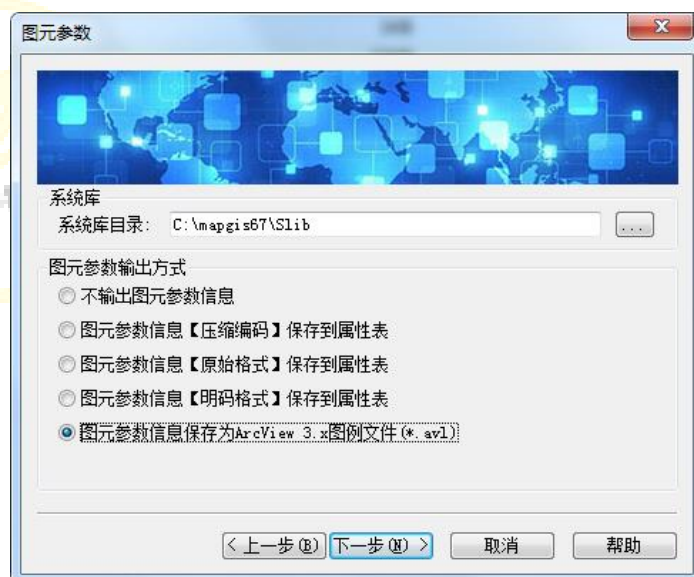 图元参数
系统库
系统库目录: C:\mapgis67\Slib ...
图元参数输出方式
不输出图元参数信息
图元参数信息【压缩编码】保存到属性表
图元参数信息【原始格式】保存到属性表
图元参数信息【明码格式】保存到属性表
图元参数信息保存为ArcView 3.x图例文件(*.avl)
< 上一步(B) 下一步(N) > 取消 帮助